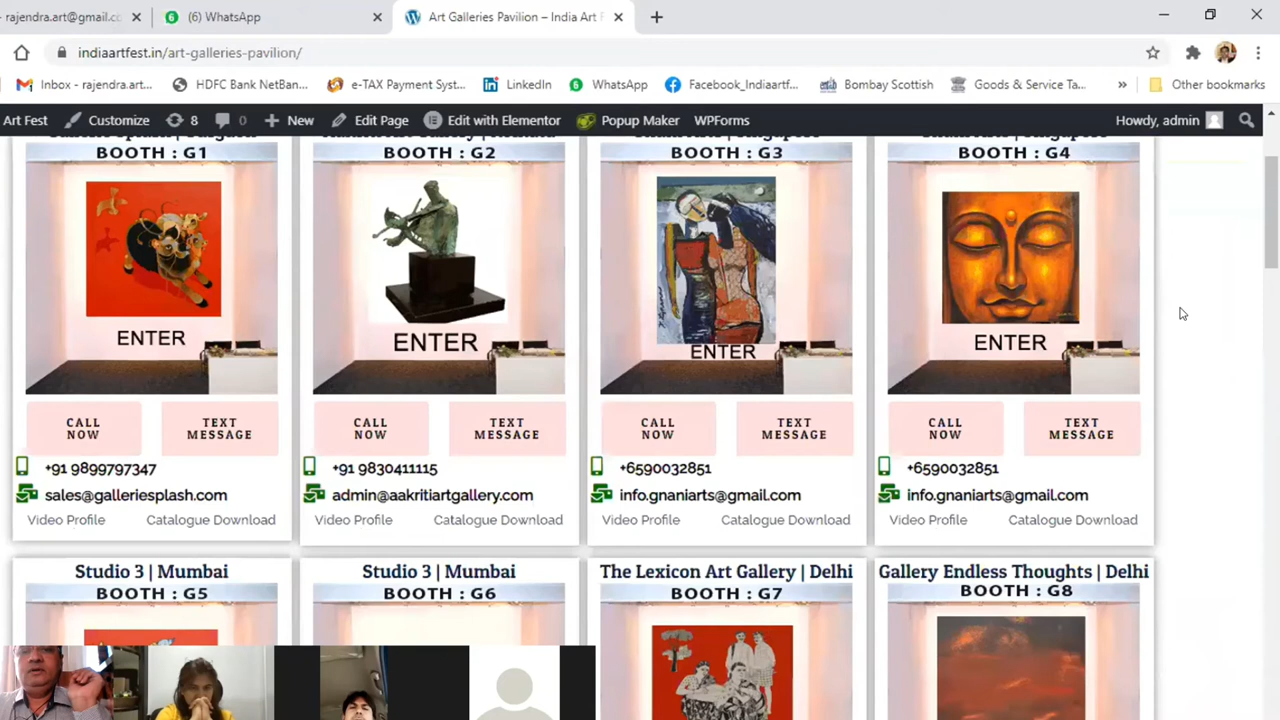 rajendra.art@gmail.co
(6) WhatsApp
Art Galleries Pavilion – India Art F
indiaartfest.in/art-galleries-pavilion/
Inbox - rajendra.art...
HDFC Bank NetBan...
e-TAX Payment Syst...
LinkedIn
WhatsApp
Facebook_Indiaartf...
Bombay Scottish
Goods & Service Ta...
Other bookmarks
Art Fest
Customize
8
0
New
Edit Page
Edit with Elementor
Popup Maker
WPForms
Howdy, admin
BOOTH : G1
BOOTH : G2
BOOTH : G3
BOOTH : G4
ENTER
ENTER
ENTER
ENTER
CALL NOW
TEXT MESSAGE
CALL NOW
TEXT MESSAGE
CALL NOW
TEXT MESSAGE
CALL NOW
TEXT MESSAGE
+91 9899797347
+91 9830411115
+6590032851
+6590032851
sales@galleriesplash.com
admin@aakritiartgallery.com
info.gnaniarts@gmail.com
info.gnaniarts@gmail.com
Video Profile
Catalogue Download
Video Profile
Catalogue Download
Video Profile
Catalogue Download
Video Profile
Catalogue Download
Studio 3 | Mumbai
Studio 3 | Mumbai
The Lexicon Art Gallery | Delhi
Gallery Endless Thoughts | Delhi
BOOTH : G5
BOOTH : G6
BOOTH : G7
BOOTH : G8